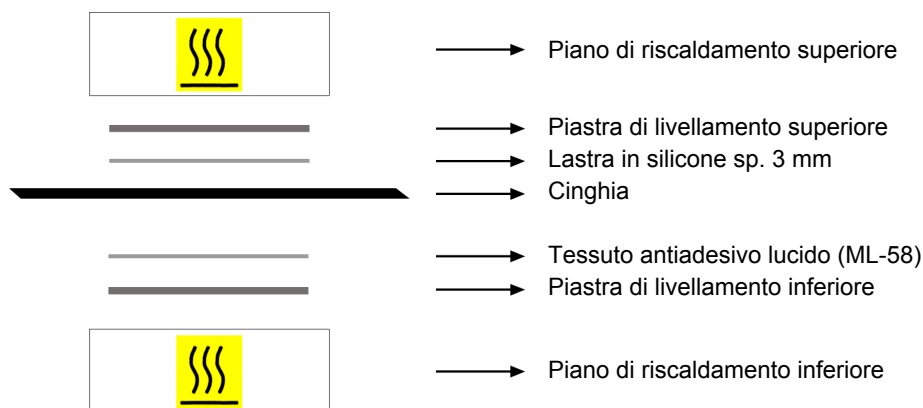 Piano di riscaldamento superiore
Piastra di livellamento superiore
Lastra in silicone sp. 3 mm
Cinghia
Tessuto antiadesivo lucido (ML-58)
Piastra di livellamento inferiore
Piano di riscaldamento inferiore